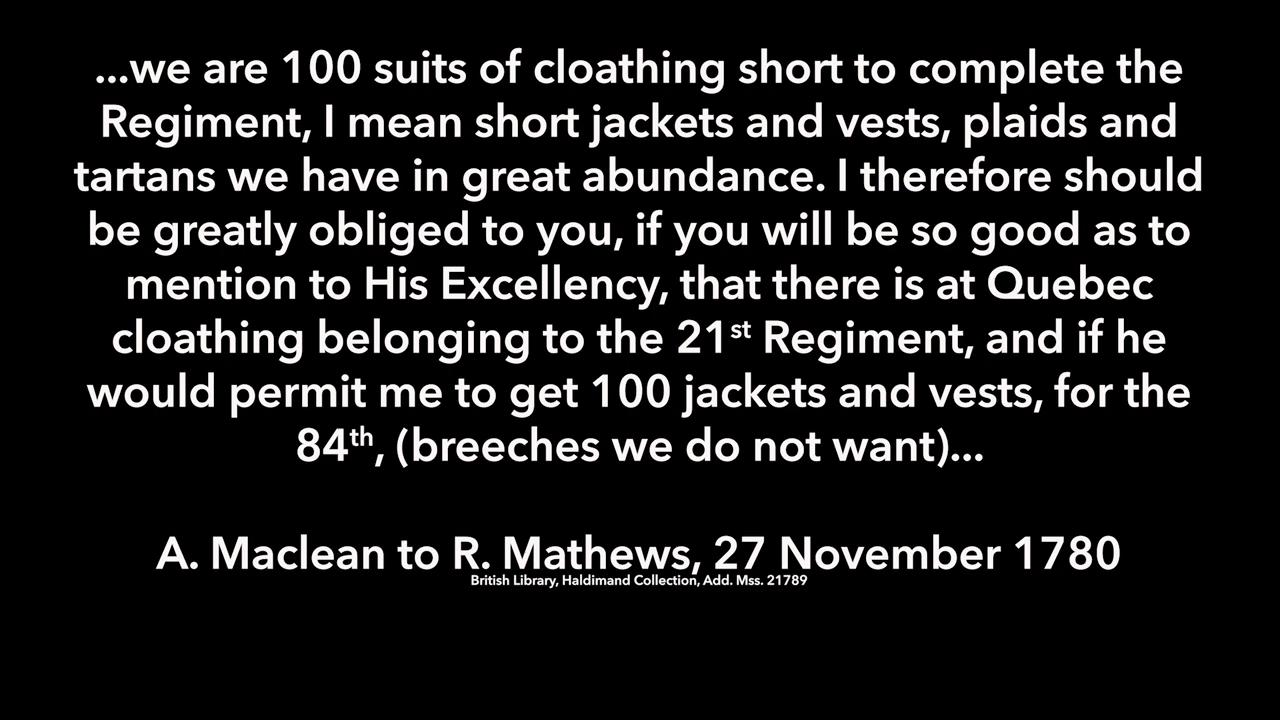 ...we are 100 suits of cloathing short to complete the
Regiment, I mean short jackets and vests, plaids and
tartans we have in great abundance. I therefore should
be greatly obliged to you, if you will be so good as to
mention to His Excellency, that there is at Quebec
cloathing belonging to the 21st Regiment, and if he
would permit me to get 100 jackets and vests, for the
84th, (breeches we do not want)...
A. Maclean to R. Mathews, 27 November 1780
British Library, Haldimand Collection, Add. Mss. 21789